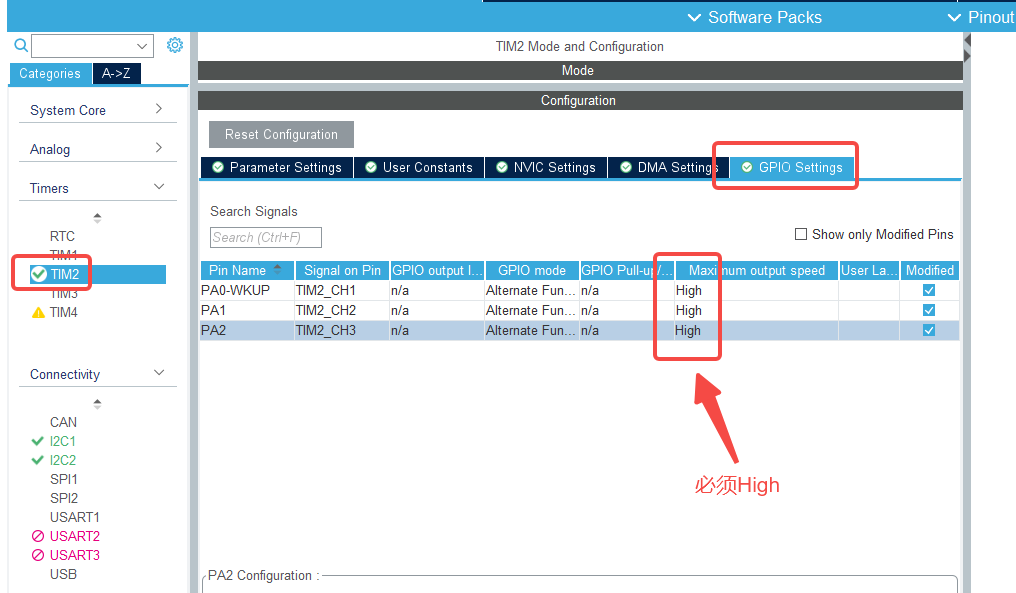 Software Packs
Pinout
TIM2 Mode and Configuration
Mode
Categories
A->Z
Configuration
System Core
Reset Configuration
Analog
Parameter Settings
User Constants
NVIC Settings
DMA Settings
GPIO Settings
Timers
Search Signals
RTC
Search (Ctrl+F)
Show only Modified Pins
TIM1
TIM2
TIM3
TIM4
Pin Name Signal on Pin GPIO output l... GPIO mode GPIO Pull-up/... Maximum output speed User La... Modified
PA0-WKUP TIM2_CH1 n/a Alternate Fun... n/a High
PA1 TIM2_CH2 n/a Alternate Fun... n/a High
PA2 TIM2_CH3 n/a Alternate Fun... n/a High
必须High
Connectivity
CAN
I2C1
I2C2
SPI1
SPI2
USART1
USART2
USART3
USB
PA2 Configuration :